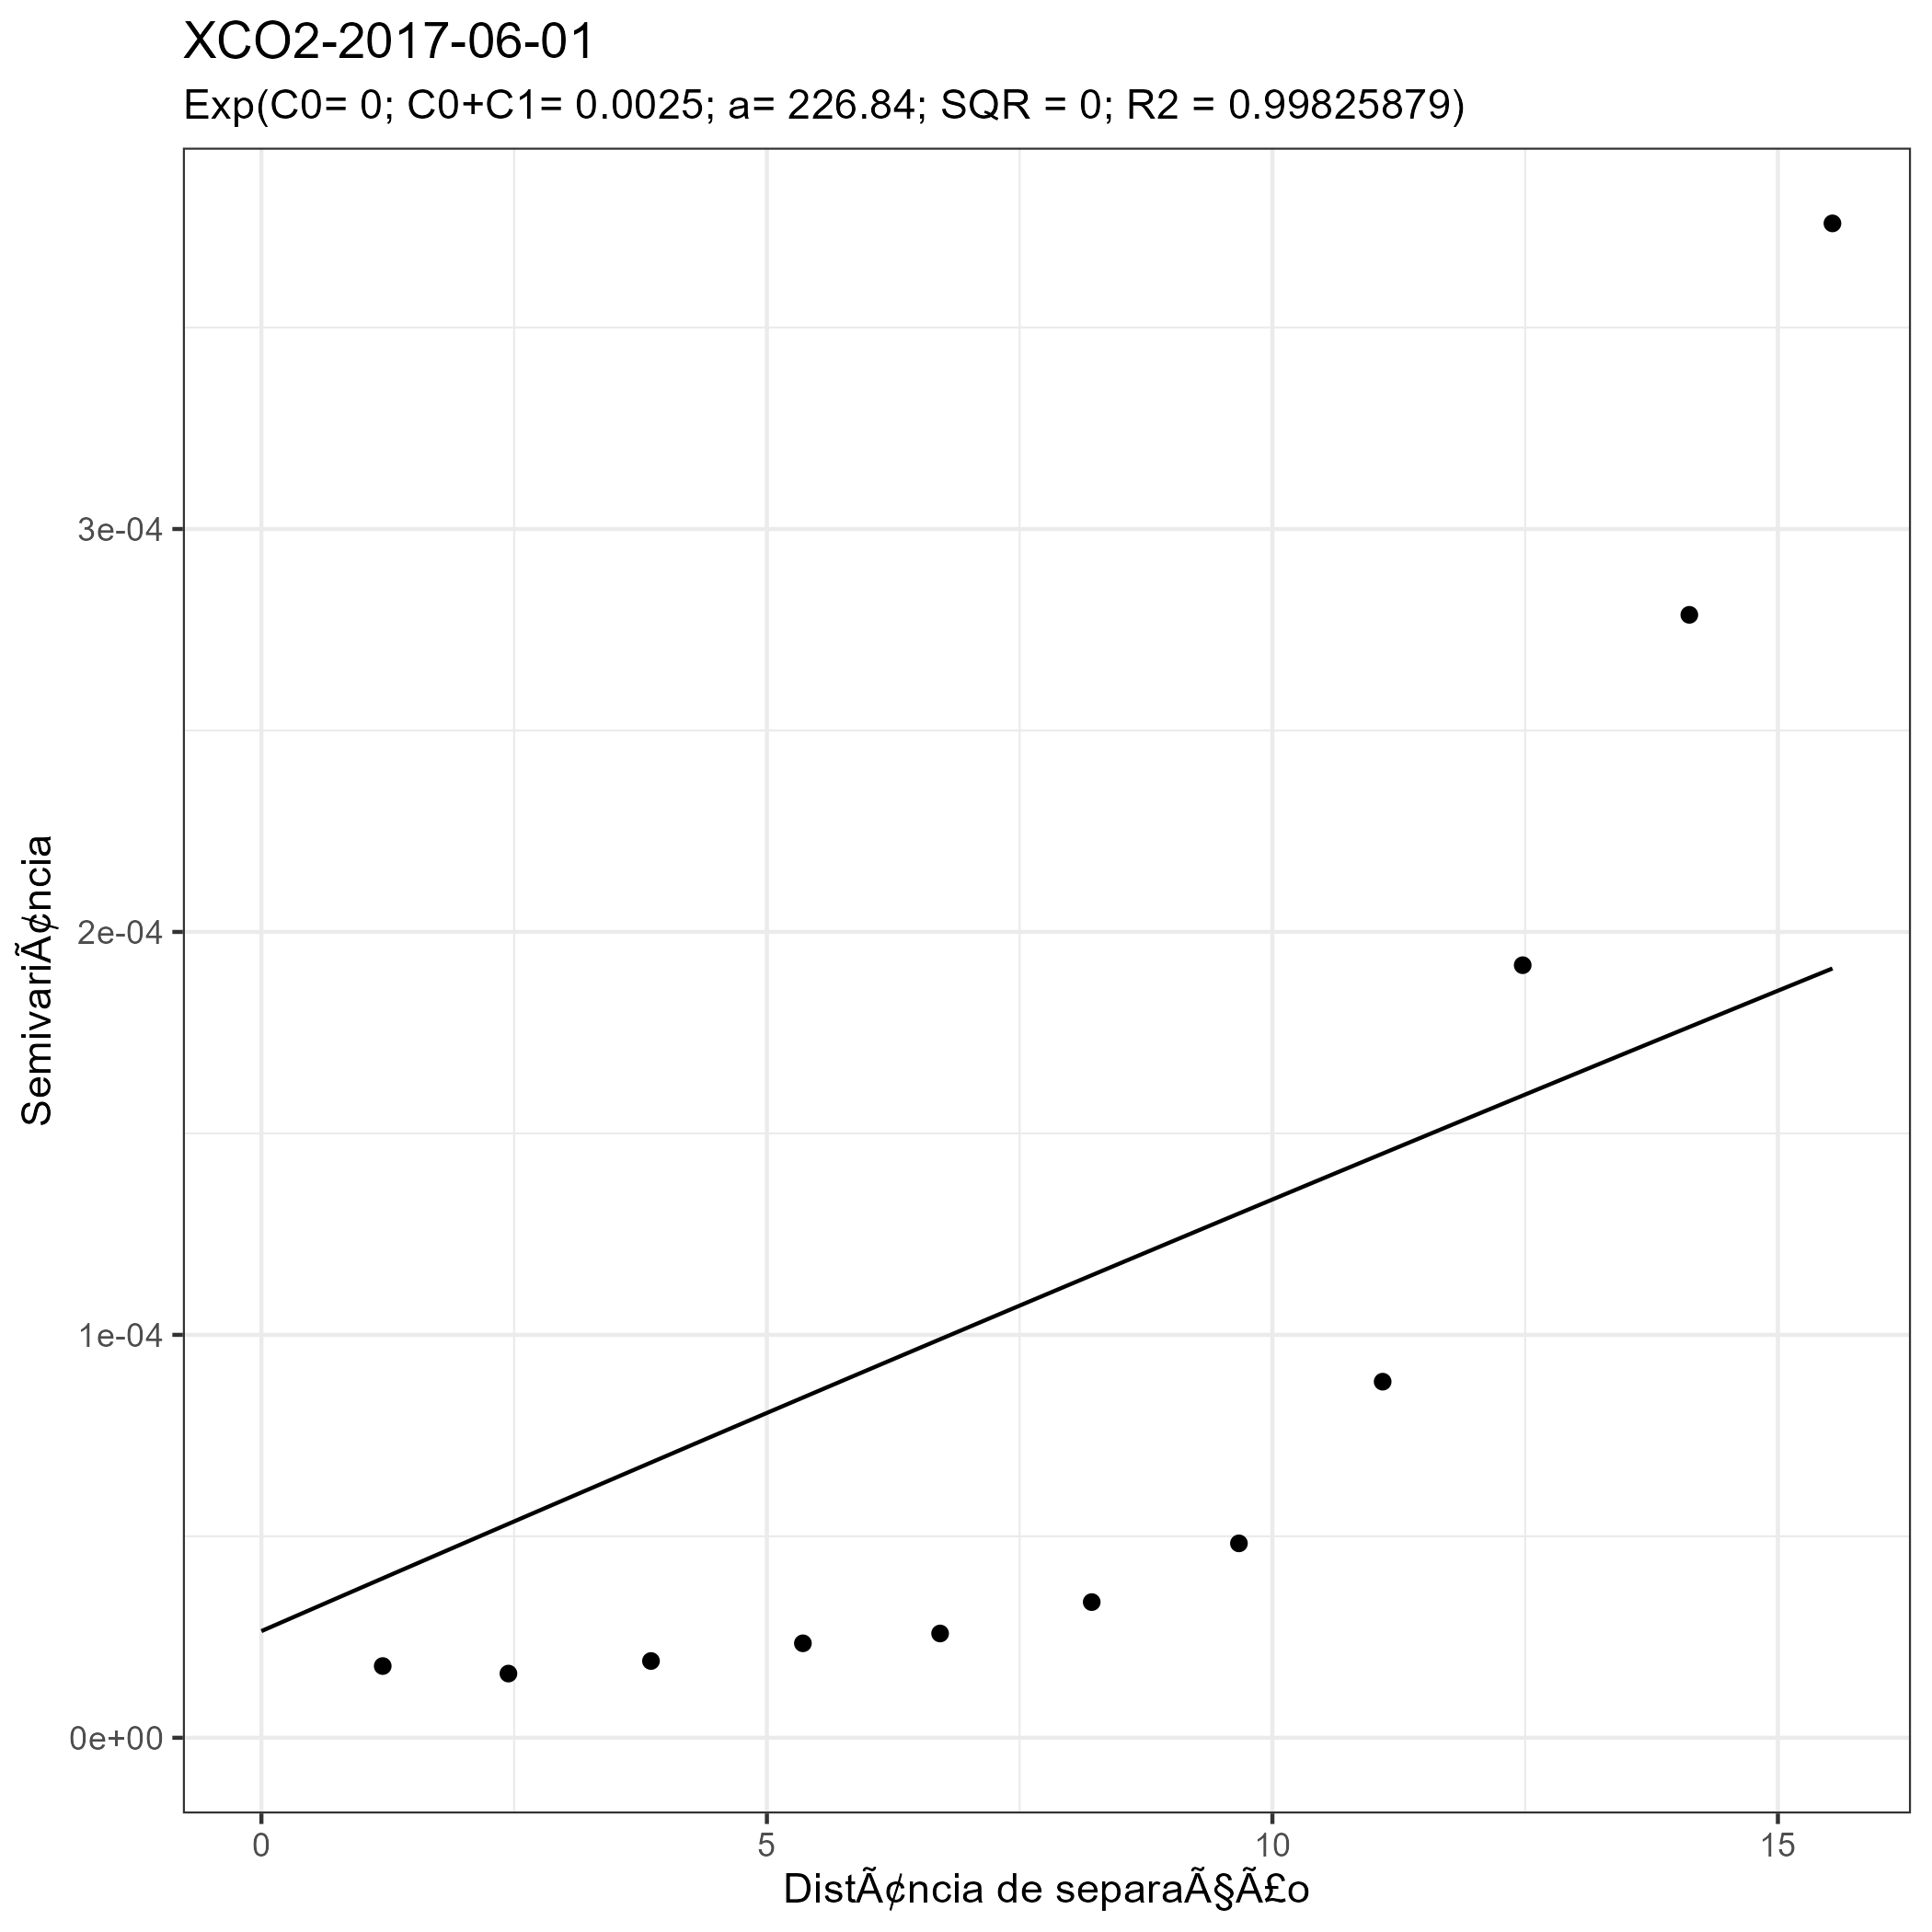 XCO2-2017-06-01
Exp(C0= 0; C0+C1= 0.0025; a= 226.84; SQR = 0; R2 = 0.99825879)
SemivariÃ¢ncia
3e-04
2e-04
1e-04
0e+00
0 5 10 15
DistÃ¢ncia de separaÃ§Ã£o